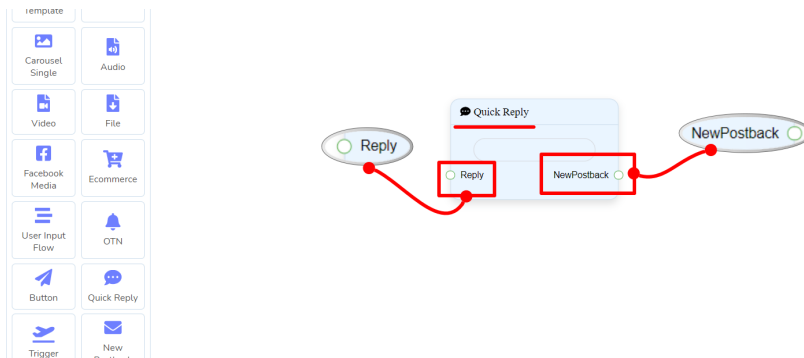 Template
Carousel
Single
Audio
Video
File
Facebook
Media
Ecommerce
User Input
Flow
OTN
Button
Quick Reply
Trigger
New
Quick Reply
Reply
NewPostback
Reply
NewPostback